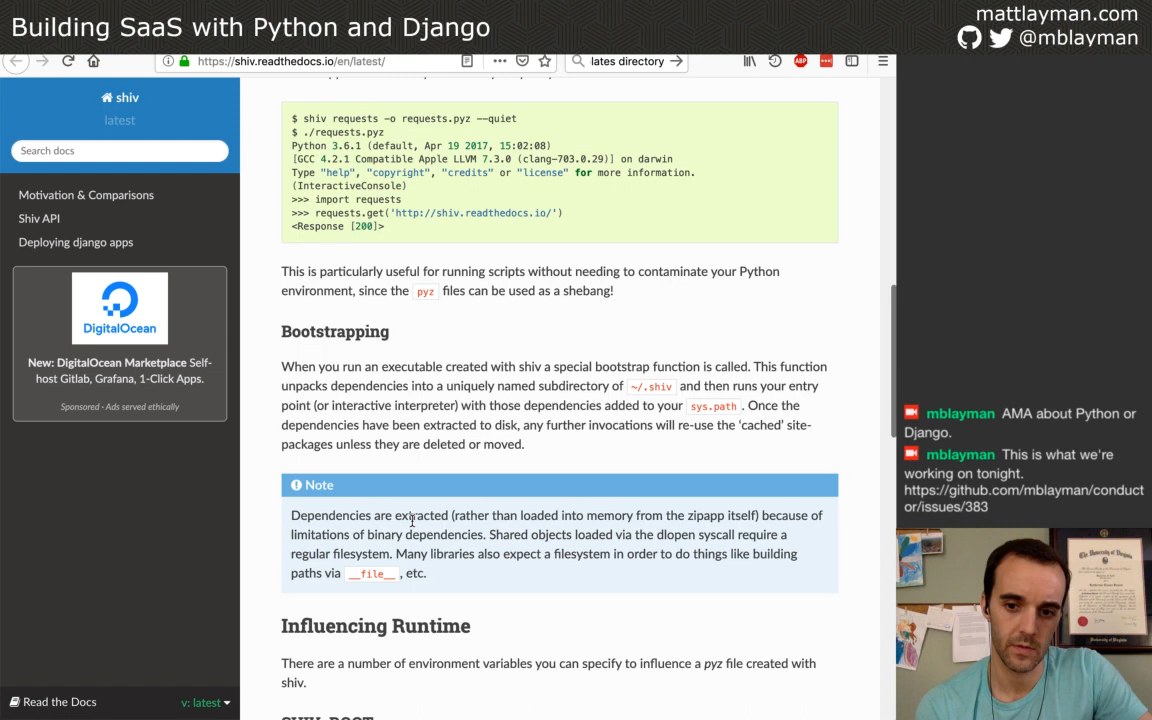 Building SaaS with Python and Django
mattlayman.com
@mblayman
https://shiv.readthedocs.io/en/latest/
lates directory
ABP
shiv
latest
Search docs
Motivation & Comparisons
Shiv API
Deploying django apps
DigitalOcean
New: DigitalOcean Marketplace Self-
host Gitlab, Grafana, 1-Click Apps.
Sponsored · Ads served ethically
Read the Docs
v: latest
$ shiv requests -o requests.pyz --quiet
$ ./requests.pyz
Python 3.6.1 (default, Apr 19 2017, 15:02:08)
[GCC 4.2.1 Compatible Apple LLVM 7.3.0 (clang-703.0.29)] on darwin
Type "help", "copyright", "credits" or "license" for more information.
(InteractiveConsole)
>>> import requests
>>> requests.get('http://shiv.readthedocs.io/')
<Response [200]>
This is particularly useful for running scripts without needing to contaminate your Python
environment, since the pyz files can be used as a shebang!
Bootstrapping
When you run an executable created with shiv a special bootstrap function is called. This function
unpacks dependencies into a uniquely named subdirectory of ~/.shiv and then runs your entry
point (or interactive interpreter) with those dependencies added to your sys.path. Once the
dependencies have been extracted to disk, any further invocations will re-use the ‘cached’ site-
packages unless they are deleted or moved.
Note
Dependencies are extracted (rather than loaded into memory from the zipapp itself) because of
limitations of binary dependencies. Shared objects loaded via the dlopen syscall require a
regular filesystem. Many libraries also expect a filesystem in order to do things like building
paths via __file__, etc.
Influencing Runtime
There are a number of environment variables you can specify to influence a pyz file created with
shiv.
mblayman AMA about Python or
Django.
mblayman This is what we're
working on tonight.
https://github.com/mblayman/conduct
or/issues/383